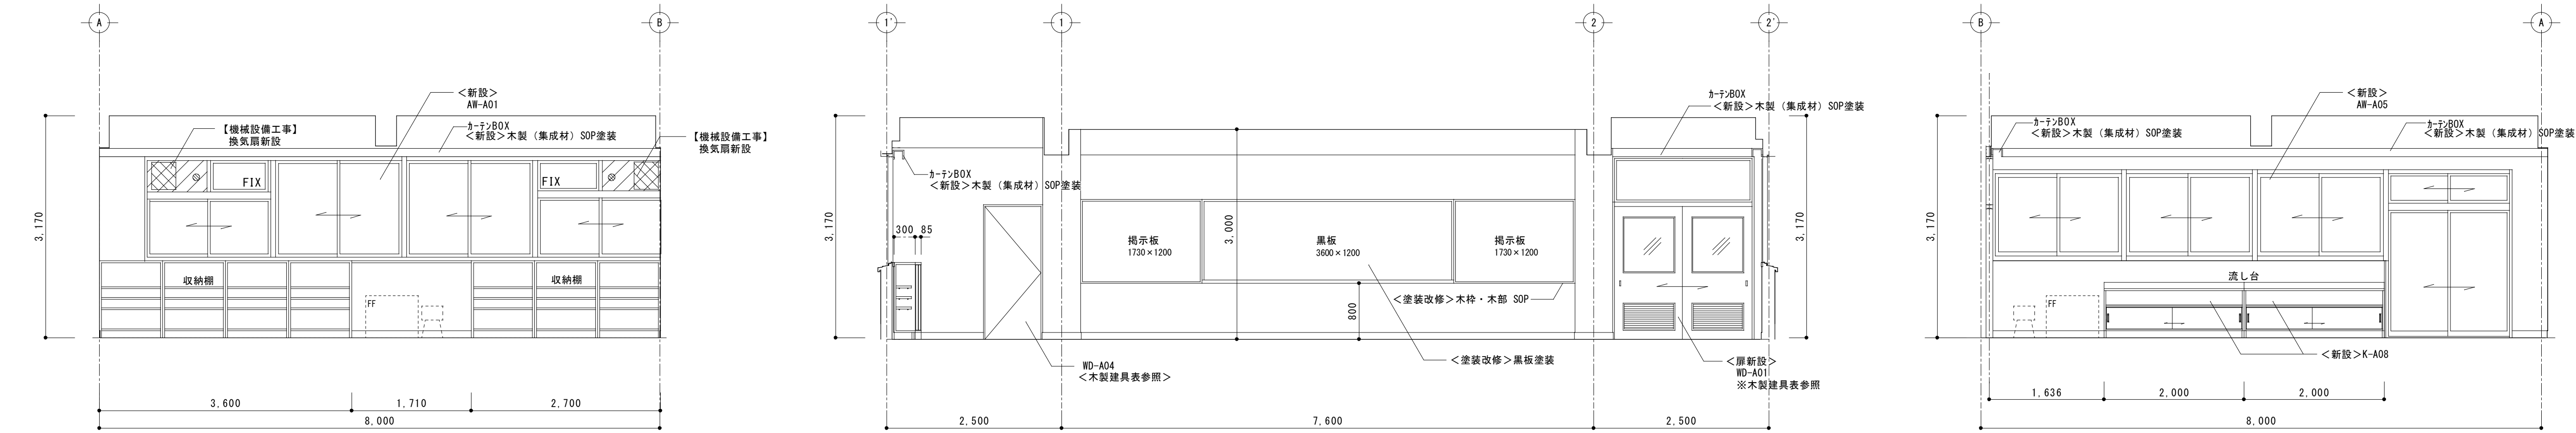 A
B
<新設>
AW-A01
【機械設備工事】
換気扇新設
ｶｰﾃﾝBOX
<新設>木製（集成材）SOP塗装
【機械設備工事】
換気扇新設
FIX
FIX
3,170
収納棚
収納棚
FF
3,600
1,710
2,700
8,000
1'
1
2
2'
ｶｰﾃﾝBOX
<新設>木製（集成材）SOP塗装
ｶｰﾃﾝBOX
<新設>木製（集成材）SOP塗装
3,170
3,000
3,170
300
85
掲示板
1730×1200
黒板
3600×1200
掲示板
1730×1200
<塗装改修>木枠・木部 SOP
800
<塗装改修>黒板塗装
WD-A04
<木製建具表参照>
<扉新設>
WD-A01
※木製建具表参照
2,500
7,600
2,500
B
A
<新設>
AW-A05
ｶｰﾃﾝBOX
<新設>木製（集成材）SOP塗装
ｶｰﾃﾝBOX
<新設>木製（集成材）SOP塗装
3,170
流し台
FF
<新設>K-A08
1,636
2,000
2,000
8,000